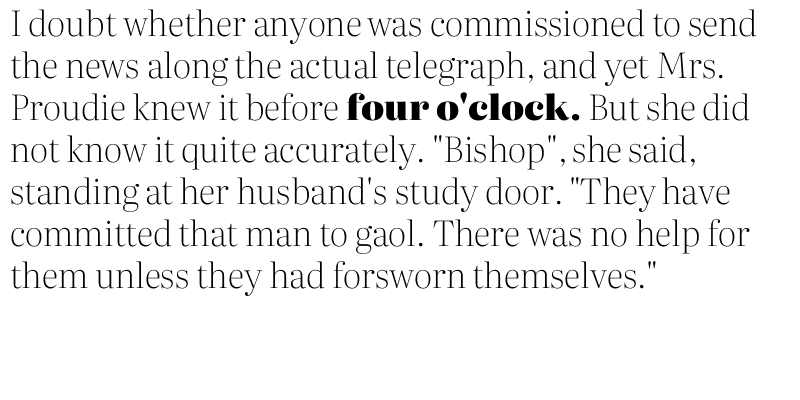 I doubt whether anyone was commissioned to send
the news along the actual telegraph, and yet Mrs.
Proudie knew it before four o'clock. But she did
not know it quite accurately. "Bishop", she said,
standing at her husband's study door. "They have
committed that man to gaol. There was no help for
them unless they had forsworn themselves."